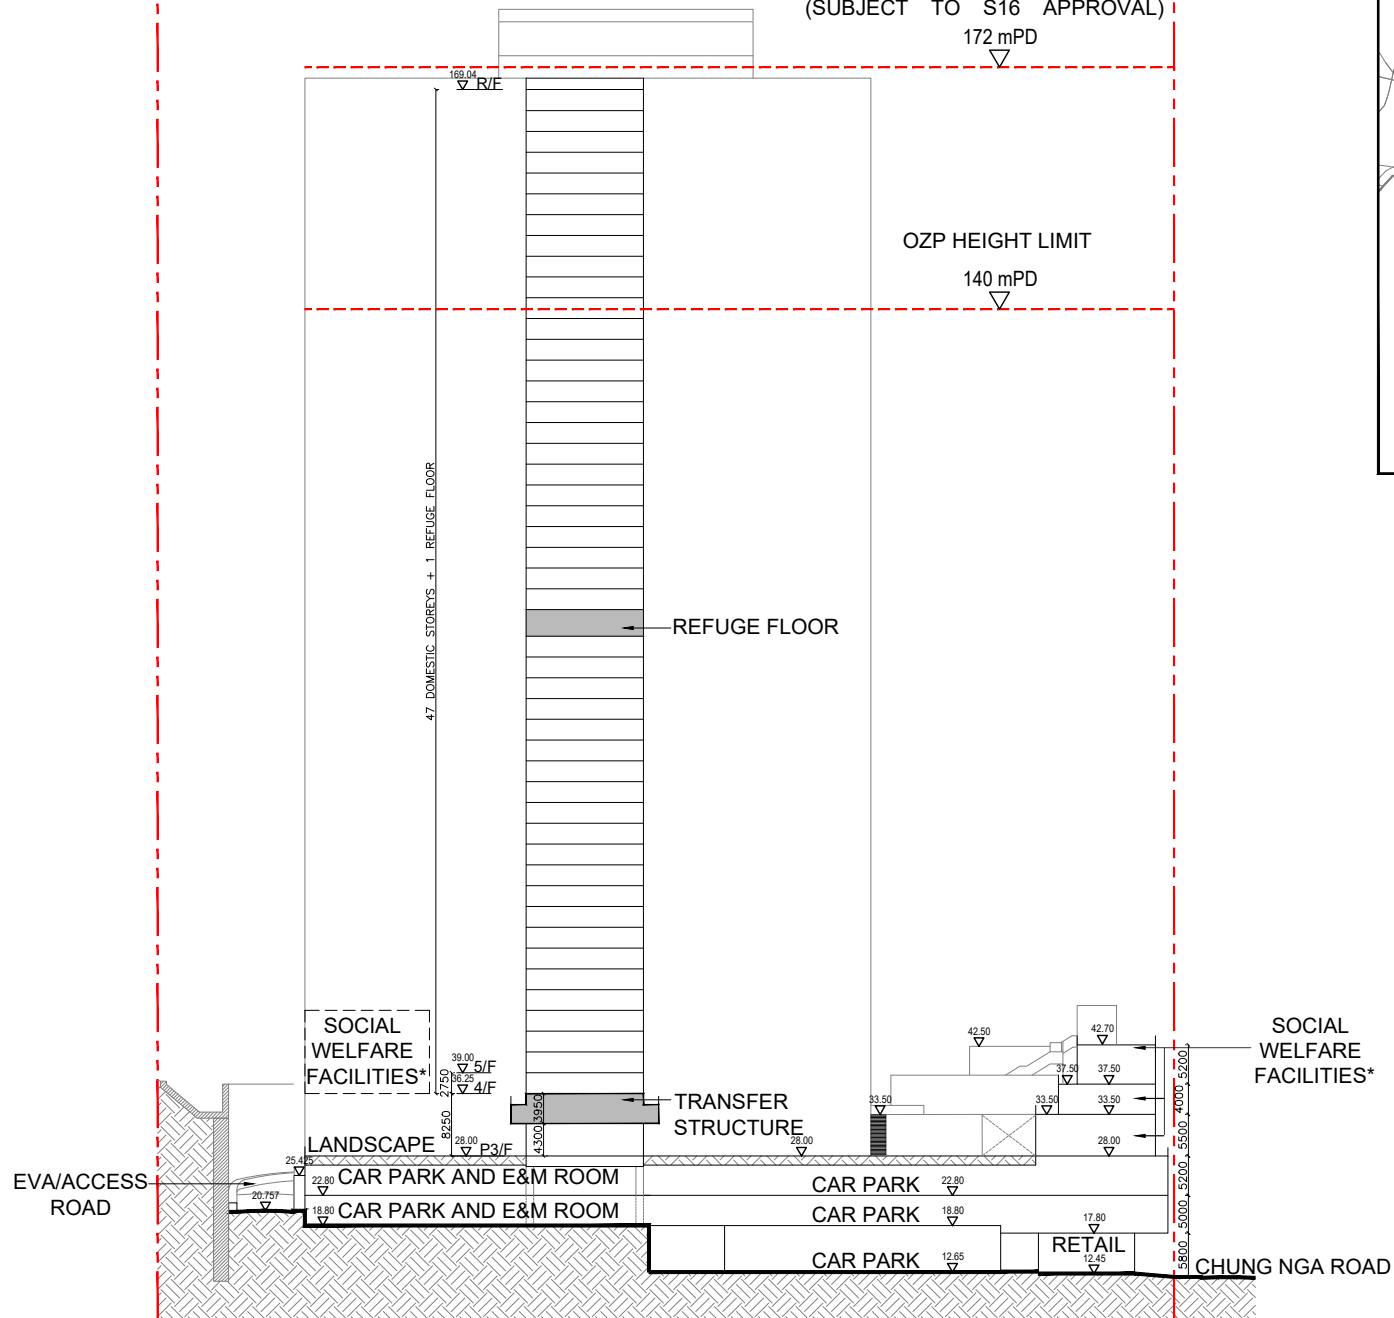 (SUBJECT TO S16 APPROVAL)
172 mPD
169.04
R/F
OZP HEIGHT LIMIT
140 mPD
47 DOMESTIC STOREYS + 1 REFUGE FLOOR
REFUGE FLOOR
SOCIAL
WELFARE
FACILITIES*
39.00
5/F
36.25
4/F
2750
8250
3950
4300
TRANSFER
STRUCTURE
42.50
42.70
37.50
37.50
33.50
33.50
33.50
SOCIAL
WELFARE
FACILITIES*
5200
4000
5500
5200
5000
5800
LANDSCAPE
28.00
P3/F
28.00
28.00
25.425
EVA/ACCESS
ROAD
20.757
22.80
CAR PARK AND E&M ROOM
CAR PARK
22.80
18.80
CAR PARK AND E&M ROOM
CAR PARK
18.80
17.80
RETAIL
12.45
CAR PARK
12.65
CHUNG NGA ROAD